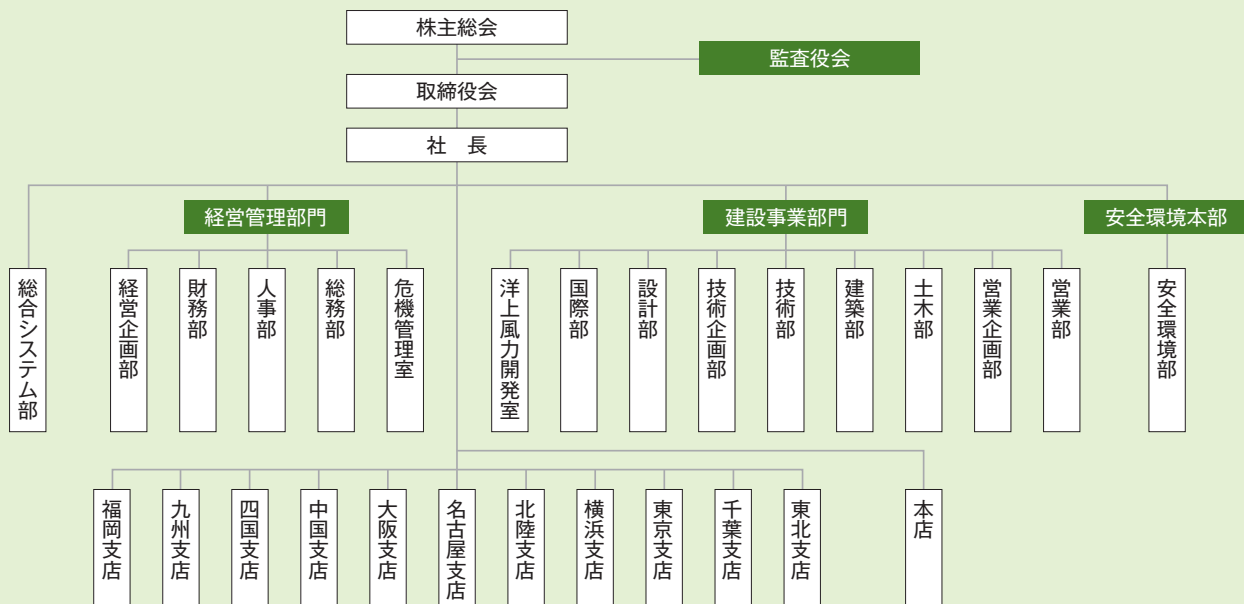 株主総会
監査役会
取締役会
社　長
経営管理部門
建設事業部門
安全環境本部
総合システム部
経営企画部
財務部
人事部
総務部
危機管理室
洋上風力開発室
国際部
設計部
技術企画部
技術部
建築部
土木部
営業企画部
営業部
安全環境部
福岡支店
九州支店
四国支店
中国支店
大阪支店
名古屋支店
北陸支店
横浜支店
東京支店
千葉支店
東北支店
本店